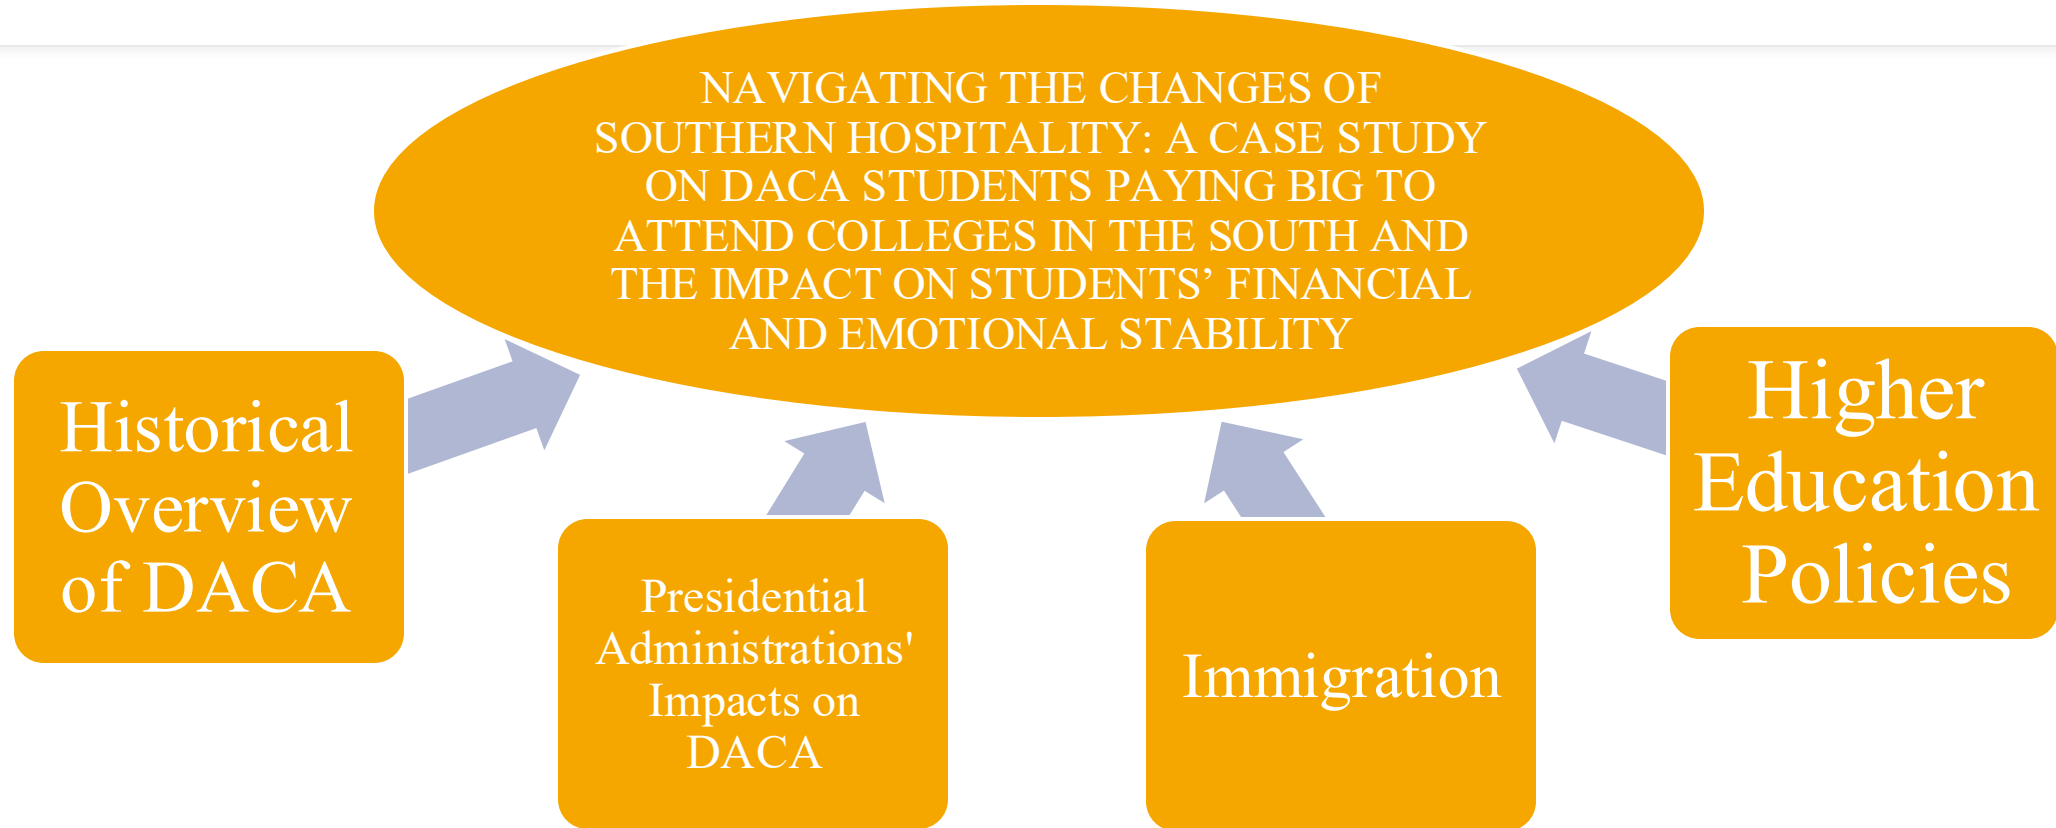 NAVIGATING THE CHANGES OF
SOUTHERN HOSPITALITY: A CASE STUDY
ON DACA STUDENTS PAYING BIG TO
ATTEND COLLEGES IN THE SOUTH AND
THE IMPACT ON STUDENTS’ FINANCIAL
AND EMOTIONAL STABILITY
Historical
Overview
of DACA
Presidential
Administrations'
Impacts on
DACA
Immigration
Higher
Education
Policies